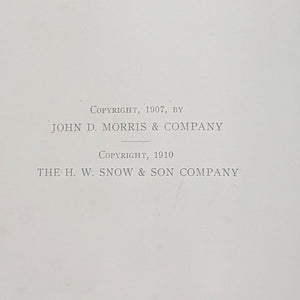 Copyright, 1907, by
JOHN D. MORRIS & COMPANY
Copyright, 1910
THE H. W. SNOW & SON COMPANY